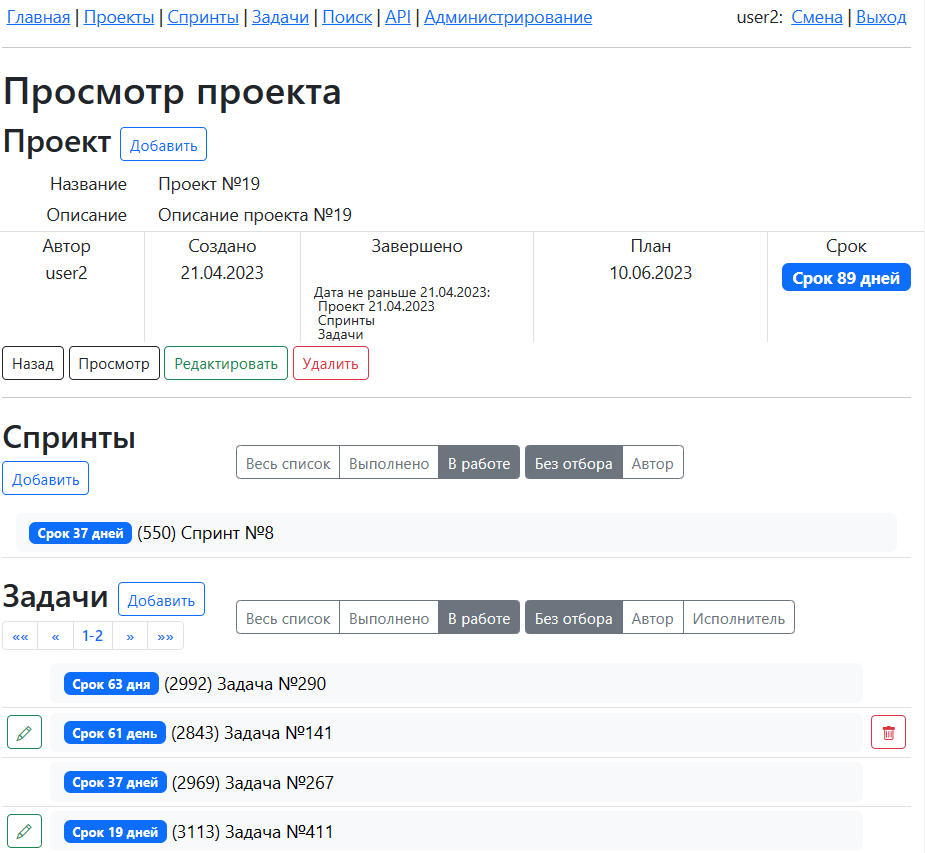 Главная | Проекты | Спринты | Задачи | Поиск | API | Администрирование user2: Смена | Выход
Просмотр проекта
Проект Добавить
Название Проект №19
Описание Описание проекта №19
Автор Создано Завершено План Срок
user2 21.04.2023 10.06.2023 Срок 89 дней
Дата не раньше 21.04.2023:
Проект 21.04.2023
Спринты
Задачи
Назад Просмотр Редактировать Удалить
Спринты
Весь список Выполнено В работе Без отбора Автор
Добавить
Срок 37 дней (550) Спринт №8
Задачи Добавить
Весь список Выполнено В работе Без отбора Автор Исполнитель
«« « 1-2 » »»
Срок 63 дня (2992) Задача №290
Срок 61 день (2843) Задача №141
Срок 37 дней (2969) Задача №267
Срок 19 дней (3113) Задача №411